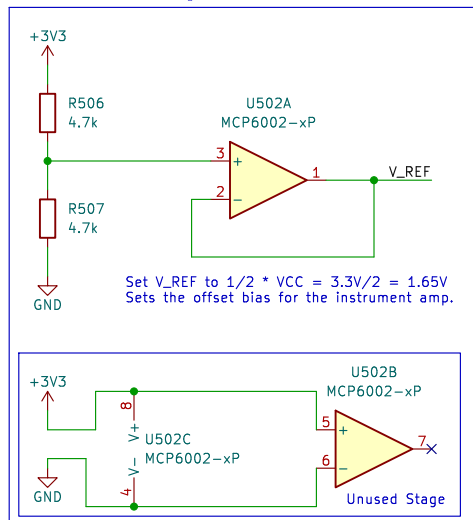 +3V3
R506
4.7k
U502A
MCP6002-xP
3
+
1
V_REF
2
−
R507
4.7k
GND
Set V_REF to 1/2 * VCC = 3.3V/2 = 1.65V
Sets the offset bias for the instrument amp.
+3V3
U502B
MCP6002-xP
8
V+
5
+
U502C
MCP6002-xP
7
V-
4
6
−
GND
Unused Stage